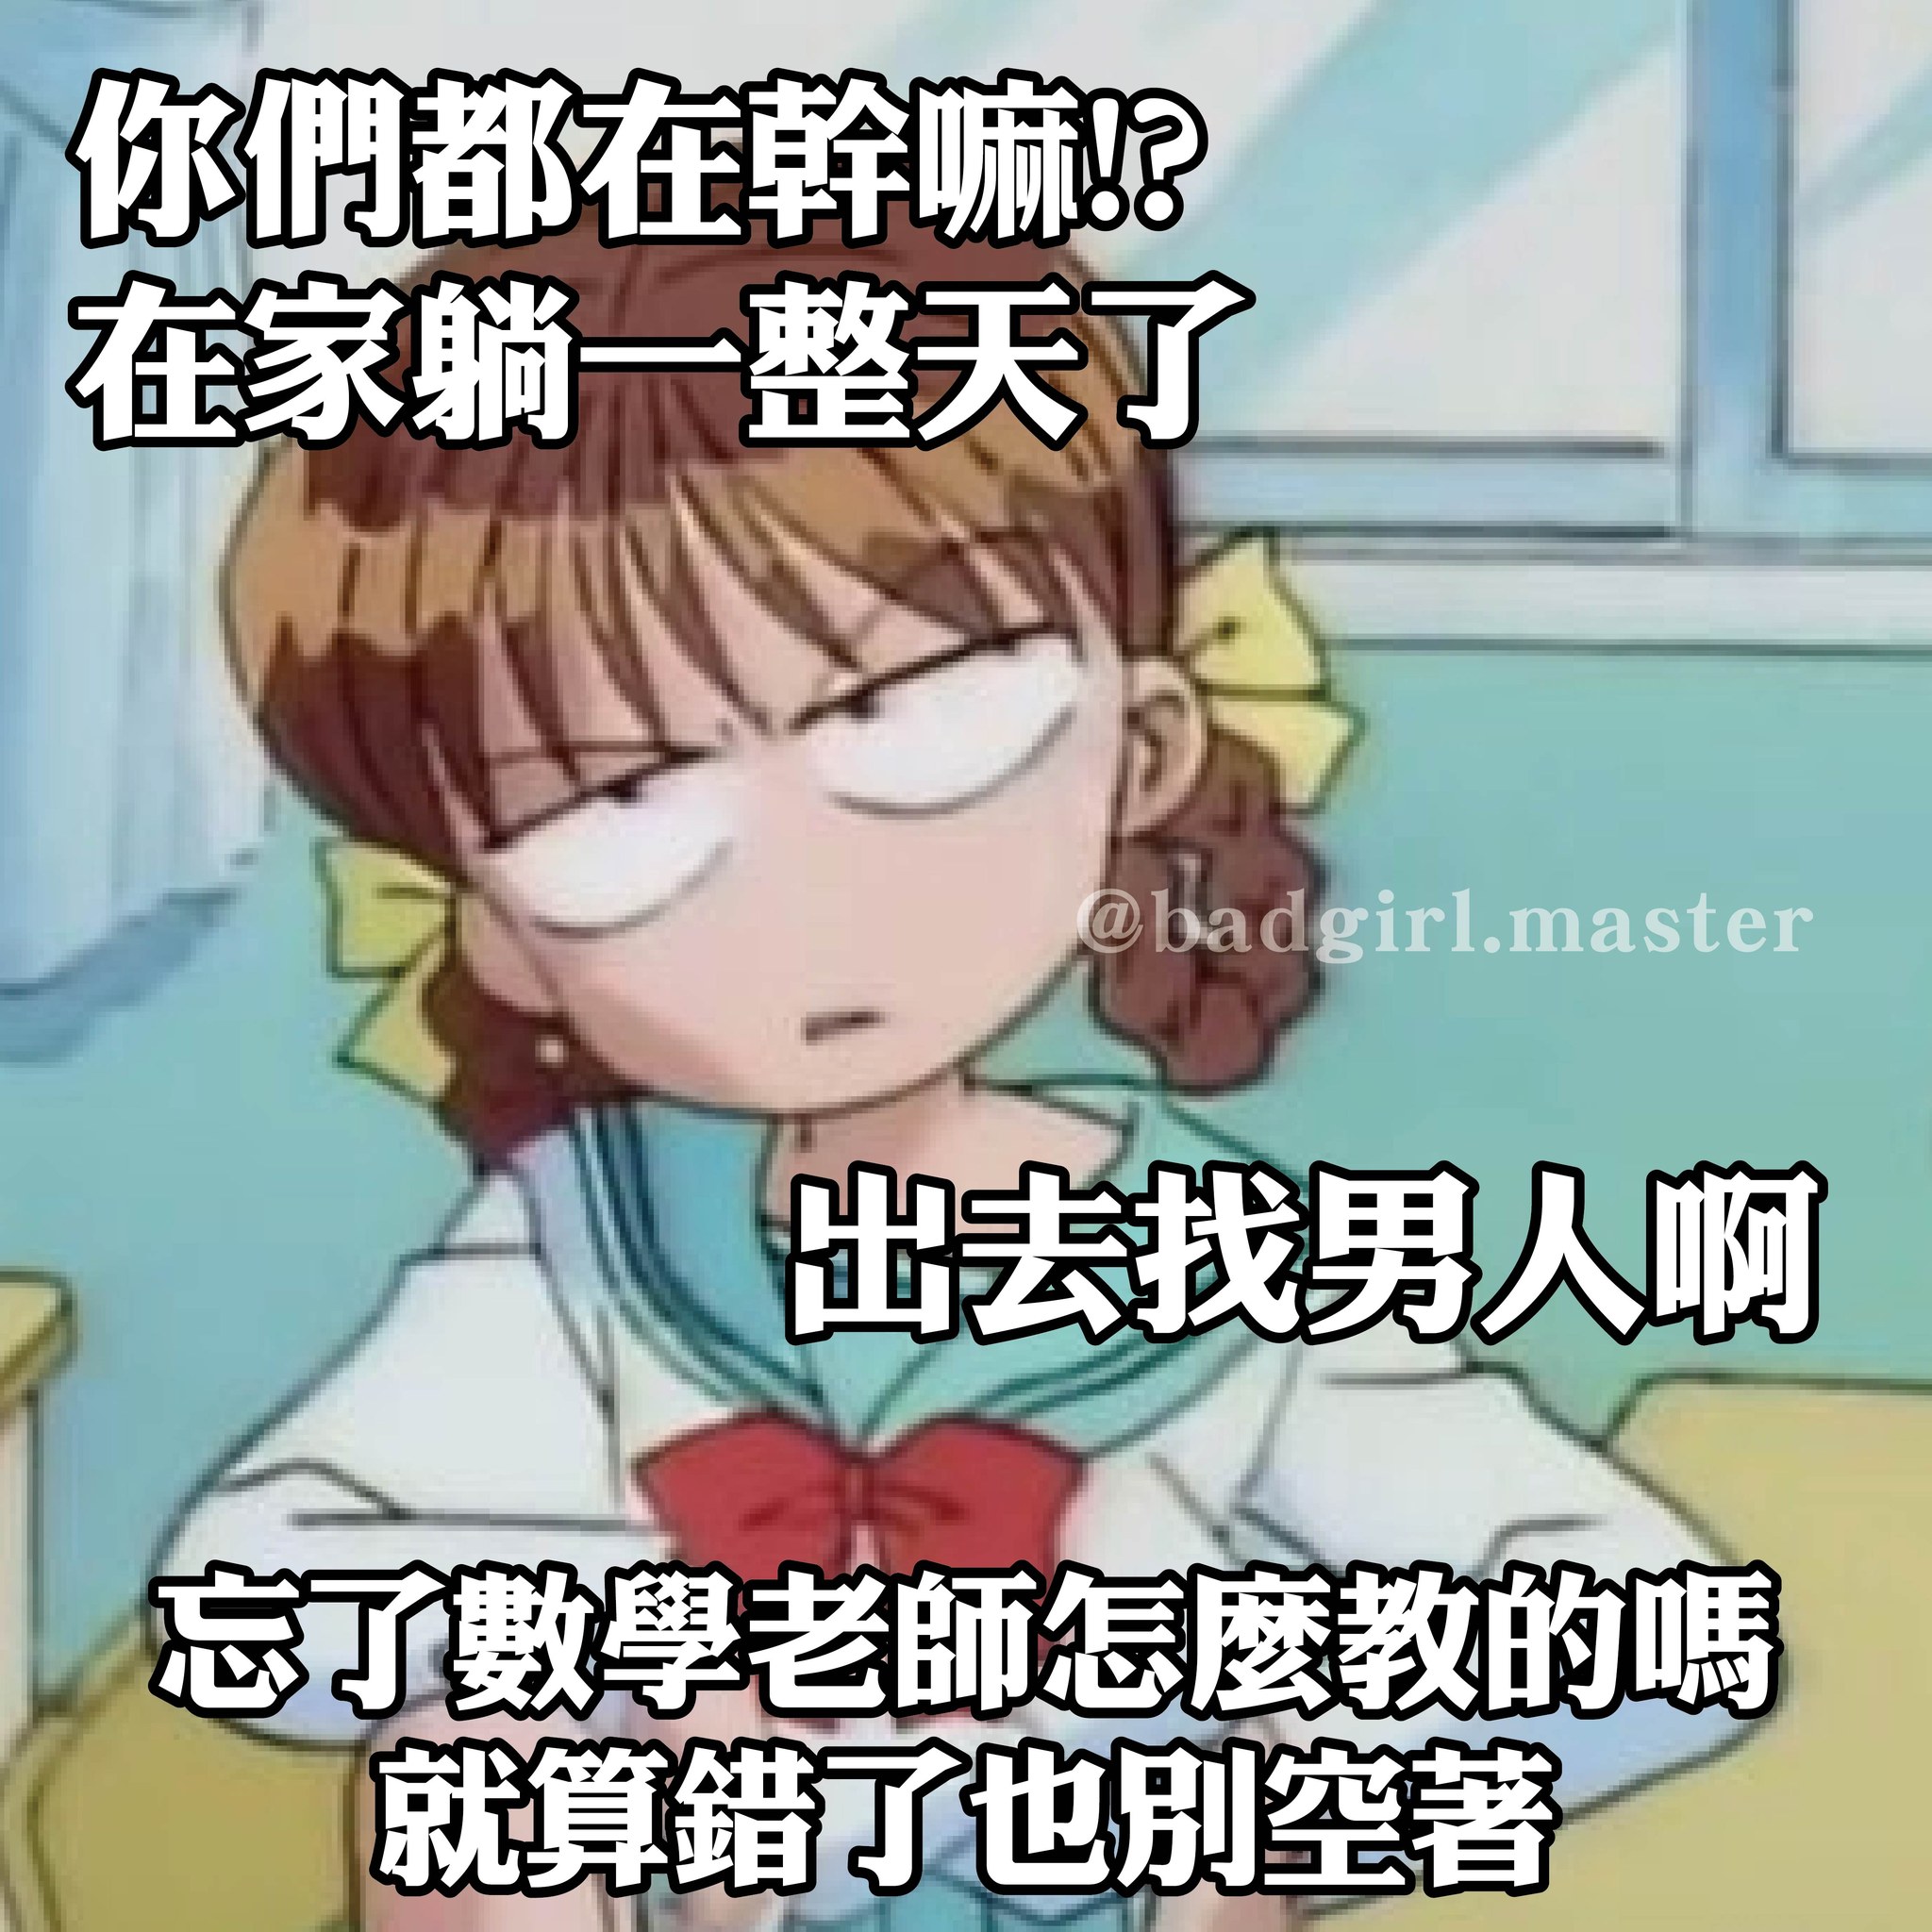 你們都在幹嘛!?
在家躺一整天了
@badgirl.master
出去找男人啊
忘了數學老師怎麼教的嗎
就算錯了也別空著